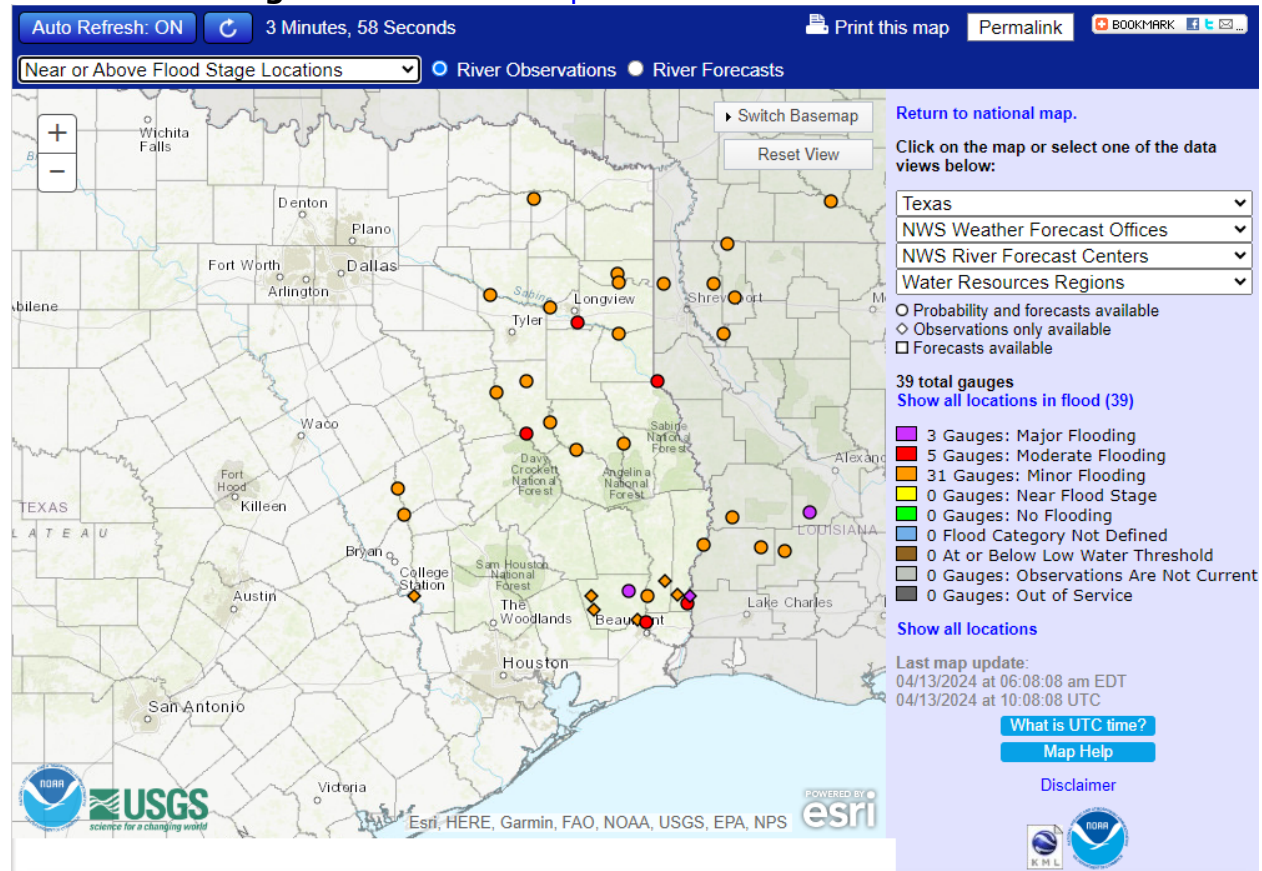 Auto Refresh: ON
3 Minutes, 58 Seconds
Print this map
Permalink
BOOKMARK
Near or Above Flood Stage Locations
River Observations
River Forecasts
+
−
Switch Basemap
Reset View
Wichita
Falls
Denton
Plano
Fort Worth
Dallas
Arlington
bilene
Sabine
Longview
Shrev port
Tyler
Waco
Sabine
National
Forest
Davy
Crockett
National
Forest
Angelina
National
Forest
Alexand
Fort
Hood
Killeen
TEXAS
LATEAU
LOUISIANA
Bryan
College
Station
Sam Houston
National
Forest
Austin
The
Woodlands
Beaum nt
Lake Charles
Houston
San Antonio
Victoria
NOAA
USGS
science for a changing world
Esri, HERE, Garmin, FAO, NOAA, USGS, EPA, NPS
POWERED BY
esri
Return to national map.
Click on the map or select one of the data
views below:
Texas
NWS Weather Forecast Offices
NWS River Forecast Centers
Water Resources Regions
Probability and forecasts available
Observations only available
Forecasts available
39 total gauges
Show all locations in flood (39)
3 Gauges: Major Flooding
5 Gauges: Moderate Flooding
31 Gauges: Minor Flooding
0 Gauges: Near Flood Stage
0 Gauges: No Flooding
0 Flood Category Not Defined
0 At or Below Low Water Threshold
0 Gauges: Observations Are Not Current
0 Gauges: Out of Service
Show all locations
Last map update:
04/13/2024 at 06:08:08 am EDT
04/13/2024 at 10:08:08 UTC
What is UTC time?
Map Help
Disclaimer
KML
NOAA